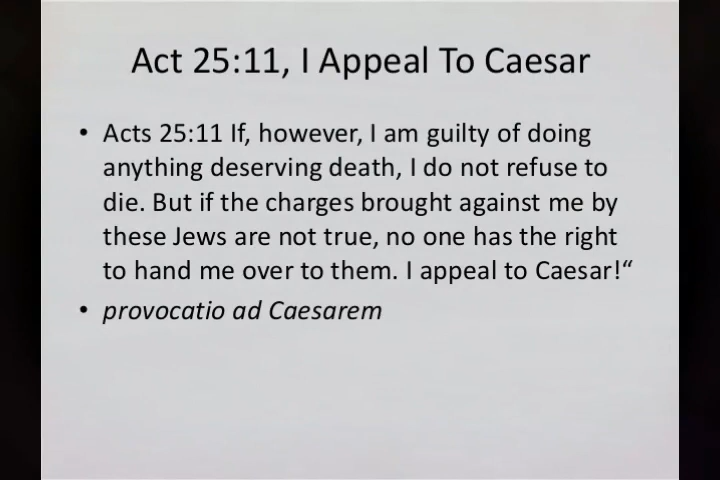 Act 25:11, I Appeal To Caesar
• Acts 25:11 If, however, I am guilty of doing
anything deserving death, I do not refuse to
die. But if the charges brought against me by
these Jews are not true, no one has the right
to hand me over to them. I appeal to Caesar!“
• provocatio ad Caesarem